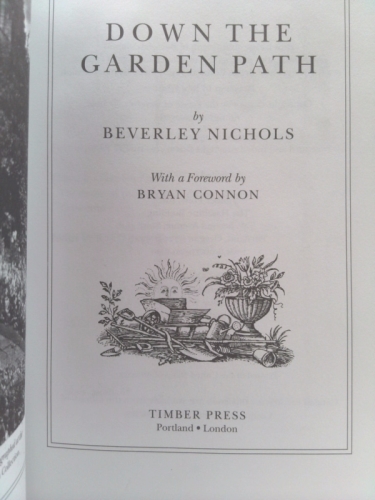 DOWN THE
GARDEN PATH
by
BEVERLEY NICHOLS
With a Foreword by
BRYAN CONNON
TIMBER PRESS
Portland • London